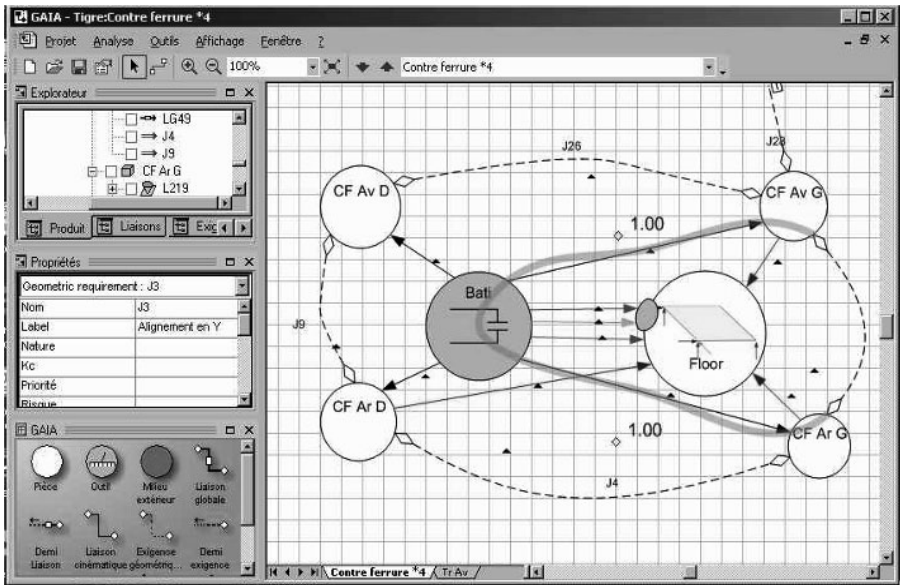 GAIA - Tigre:Contre ferrure *4
Projet Analyse Outils Affichage Fenêtre ?
100%
Contre ferrure *4
Explorateur
LG49
J4
J9
CF Ar G
L219
Produit Liaisons Exig
Propriétés
Geometric requirement : J3
Nom J3
Label Alignement en Y
Nature
Kc
Priorité
Risque
GAIA
Pièce Outil Milieu extérieur Liaison globale
Demi Liaison Liaison cinématique Exigence géométriq... Demi exigence
J26
J28
CF Av D
CF Av G
1.00
Bati
J9
Floor
CF Ar D
1.00
CF Ar G
J4
Contre ferrure *4 Tr Av